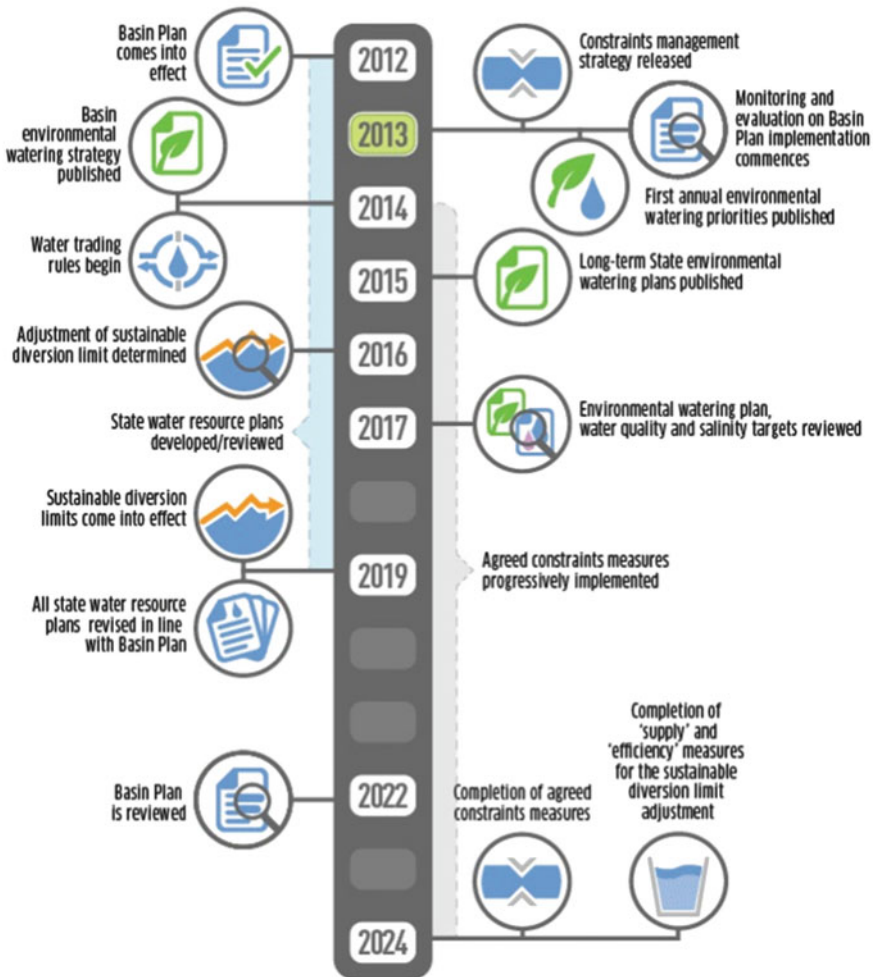 Basin Plan
comes into
effect
2012
Constraints management
strategy released
Basin
environmental
watering strategy
published
2013
Monitoring and
evaluation on Basin
Plan implementation
commences
First annual environmental
watering priorities published
2014
Water trading
rules begin
2015
Long-term State environmental
watering plans published
Adjustment of sustainable
diversion limit determined
2016
State water resource plans
developed/reviewed
2017
Environmental watering plan,
water quality and salinity targets reviewed
Sustainable diversion
limits come into effect
2019
Agreed constraints measures
progressively implemented
All state water resource
plans revised in line
with Basin Plan
Basin Plan
is reviewed
2022
Completion of agreed
constraints measures
Completion of
'supply' and
'efficiency' measures
for the sustainable
diversion limit
adjustment
2024